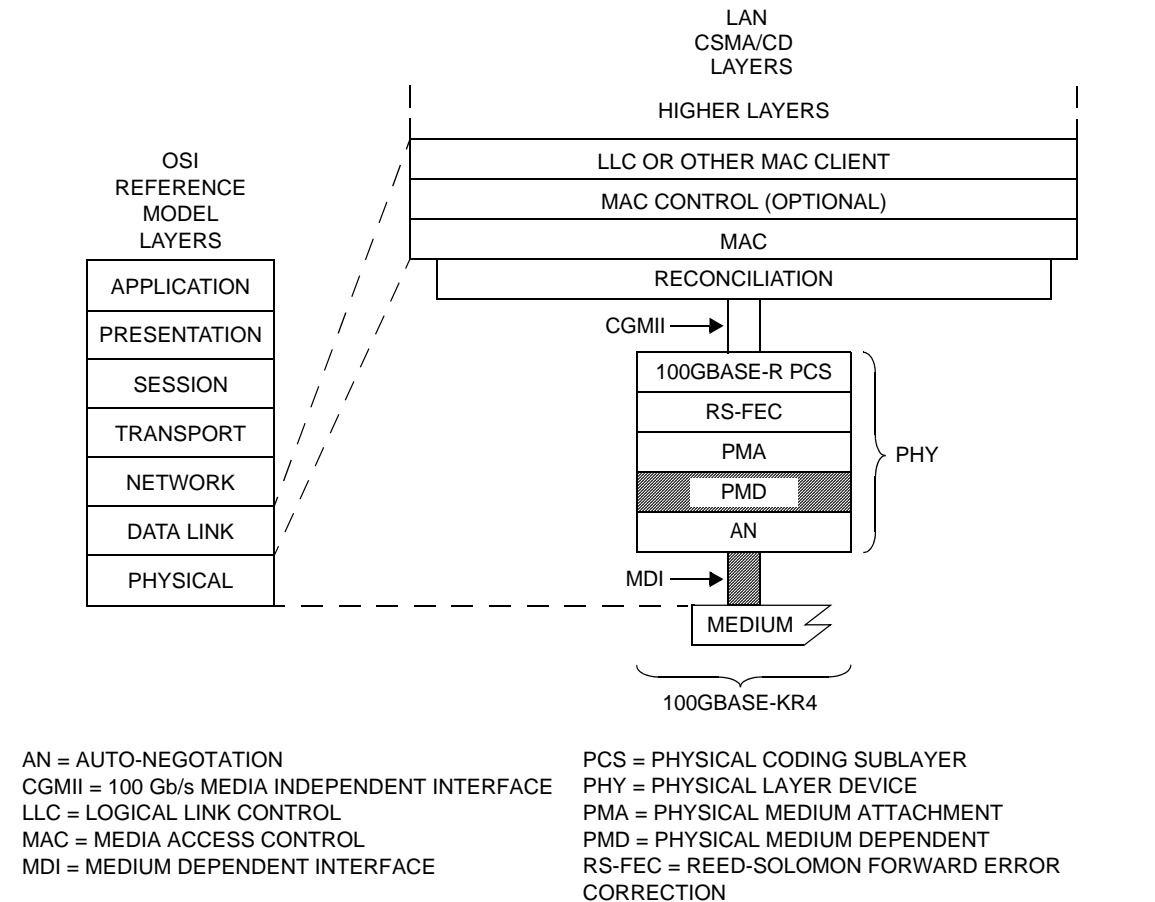 LAN
CSMA/CD
LAYERS
HIGHER LAYERS
LLC OR OTHER MAC CLIENT
MAC CONTROL (OPTIONAL)
MAC
RECONCILIATION
OSI
REFERENCE
MODEL
LAYERS
APPLICATION
PRESENTATION
SESSION
TRANSPORT
NETWORK
DATA LINK
PHYSICAL
CGMII
100GBASE-R PCS
RS-FEC
PMA
PMD
AN
PHY
MDI
MEDIUM
100GBASE-KR4
AN = AUTO-NEGOTATION
CGMII = 100 Gb/s MEDIA INDEPENDENT INTERFACE
LLC = LOGICAL LINK CONTROL
MAC = MEDIA ACCESS CONTROL
MDI = MEDIUM DEPENDENT INTERFACE
PCS = PHYSICAL CODING SUBLAYER
PHY = PHYSICAL LAYER DEVICE
PMA = PHYSICAL MEDIUM ATTACHMENT
PMD = PHYSICAL MEDIUM DEPENDENT
RS-FEC = REED-SOLOMON FORWARD ERROR
CORRECTION